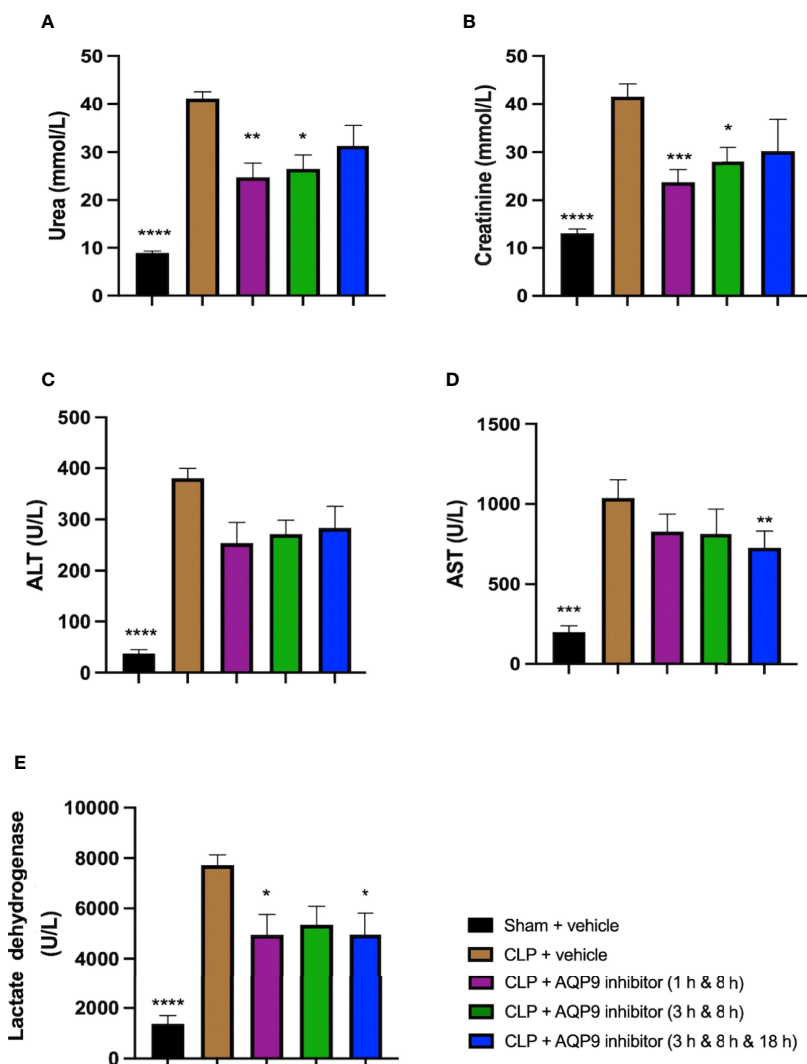 A
Urea (mmol/L)
50
40
30
20
10
0
****
**
*
B
Creatinine (mmol/L)
50
40
30
20
10
0
****
***
*
C
ALT (U/L)
500
400
300
200
100
0
****
D
AST (U/L)
1500
1000
500
0
***
**
E
Lactate dehydrogenase
(U/L)
10000
8000
6000
4000
2000
0
****
*
*
Sham + vehicle
CLP + vehicle
CLP + AQP9 inhibitor (1 h & 8 h)
CLP + AQP9 inhibitor (3 h & 8 h)
CLP + AQP9 inhibitor (3 h & 8 h & 18 h)